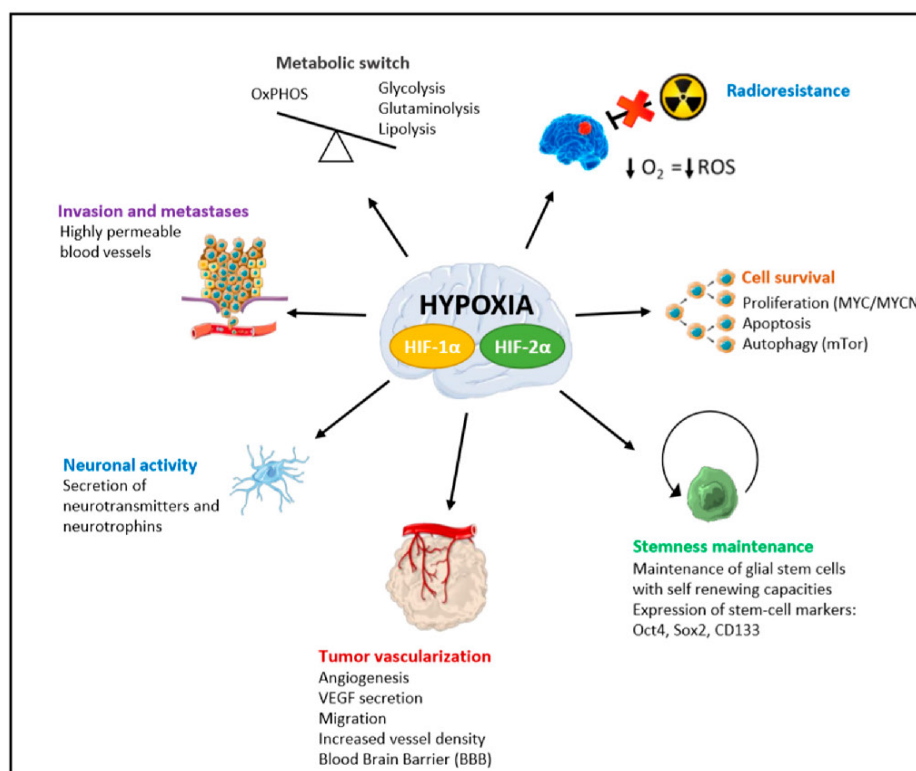 Metabolic switch
OxPHOS
Glycolysis
Glutaminolysis
Lipolysis
Radioresistance
↓ O₂ = ↓ ROS
Invasion and metastases
Highly permeable
blood vessels
HYPOXIA
HIF-1α
HIF-2α
Cell survival
Proliferation (MYC/MYCN
Apoptosis
Autophagy (mTor)
Neuronal activity
Secretion of
neurotransmitters and
neurotrophins
Stemness maintenance
Maintenance of glial stem cells
with self renewing capacities
Expression of stem-cell markers:
Oct4, Sox2, CD133
Tumor vascularization
Angiogenesis
VEGF secretion
Migration
Increased vessel density
Blood Brain Barrier (BBB)